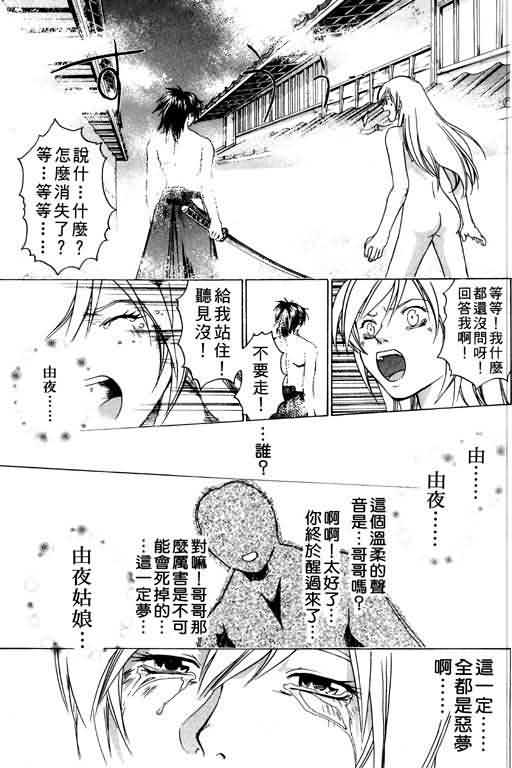 說什…什麼?
怎麼消失了?
等…等等……
等等!我什麼
都還沒問呀!
回答我啊!
不要走!
給我站住!
聽見沒!
由夜……
……誰?
由……
由夜……
這個溫柔的聲
音是…哥哥嗎?
啊啊!太好了…
你終於醒過來了…
對嘛!哥哥那
麼厲害是不可
能會死掉的…
…這一定夢…
由夜姑娘…
這一定……
全都是惡夢
啊……